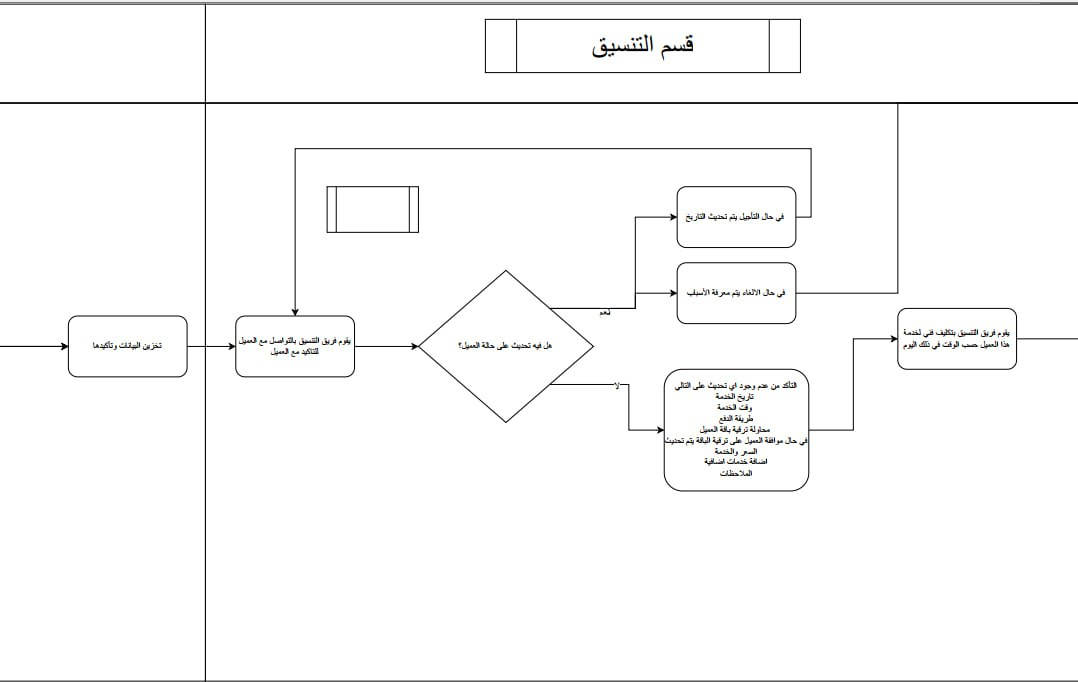 قسم التنسيق
في حال التأجيل يتم تحديث التاريخ
في حال الالغاء يتم معرفة الأسباب
نعم
تخزين البيانات وتأكيدها
يقوم فريق التنسيق بالتواصل مع العميل
للتاكيد مع العميل
هل فيه تحديث على حالة العميل؟
لا
التأكد من عدم وجود اي تحديث على التالي
تاريخ الخدمة
وقت الخدمة
طريقة الدفع
محاولة ترقية باقة العميل
في حال موافقة العميل على ترقية الباقة يتم تحديث
السعر والخدمة
اضافة خدمات اضافية
الملاحظات
يقوم فريق التنسيق بتكليف فني لخدمة
هذا العميل حسب الوقت في ذلك اليوم